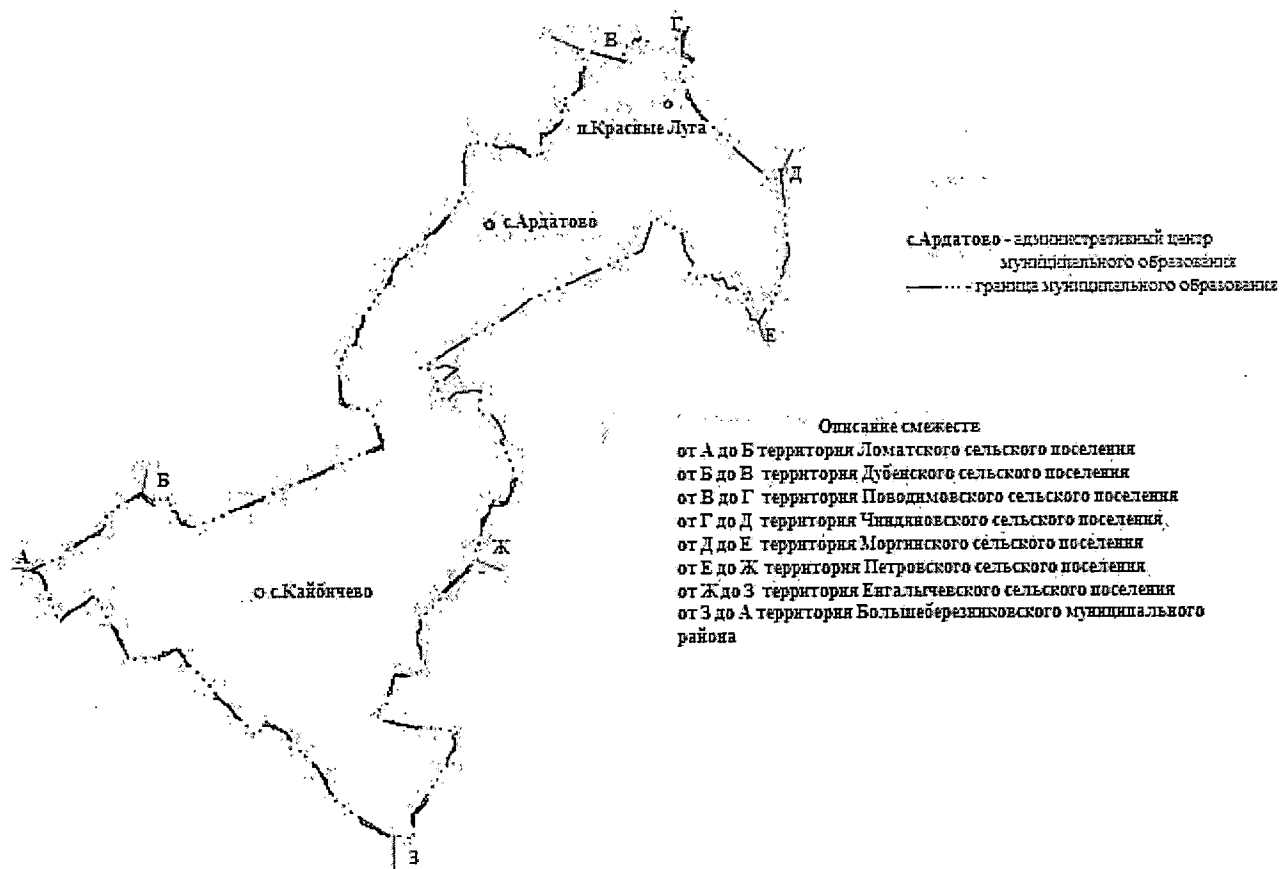 Г
В
п.Красные Луга
Д
с.Ардатово
с.Ардатово - административный центр
муниципального образования
- граница муниципального образования
Е
Описание смежеств
от А до Б территория Ломатского сельского поселения
Б
от Б до В территория Дубенского сельского поселения
от В до Г территория Поводимовского сельского поселения
от Г до Д территория Чиндяновского сельского поселения
от Д до Е территория Моргинского сельского поселения
А
Ж
от Е до Ж территория Петровского сельского поселения
с.Кайбичево
от Ж до З территория Енгалычевского сельского поселения
от З до А территория Большеберезниковского муниципального
района
З